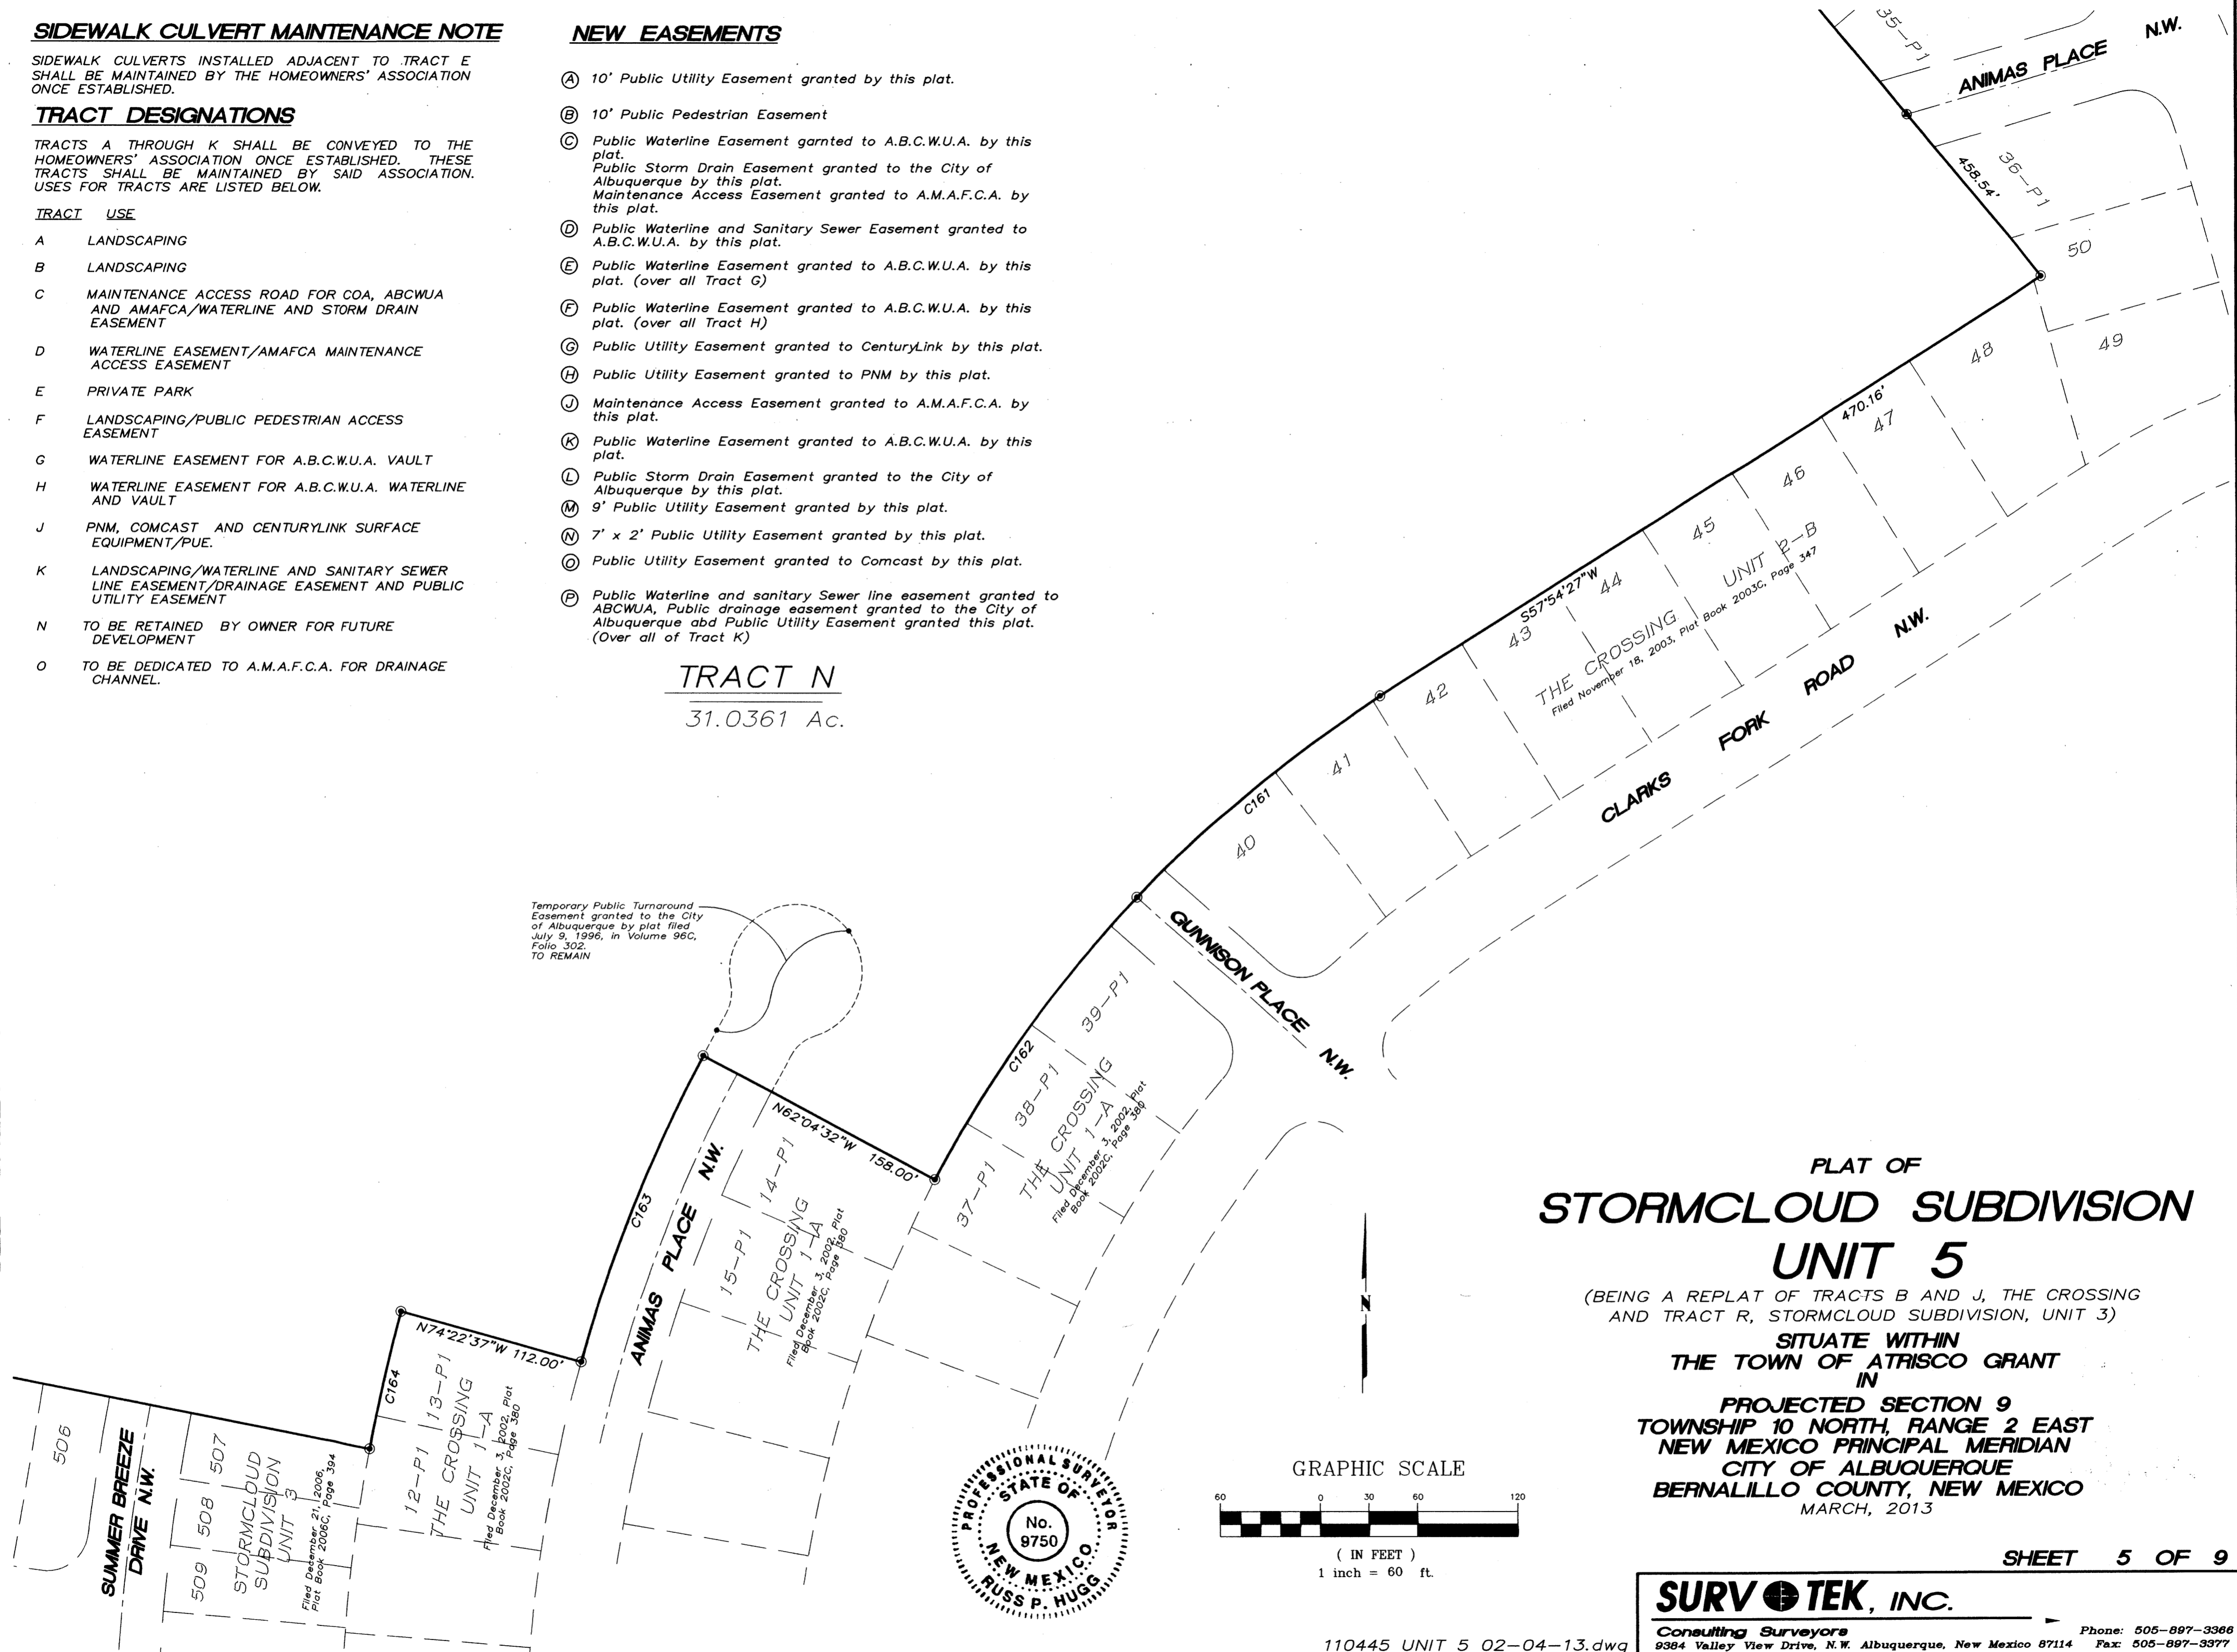 SIDEWALK CULVERT MAINTENANCE NOTE
SIDEWALK CULVERTS INSTALLED ADJACENT TO TRACT E
SHALL BE MAINTAINED BY THE HOMEOWNERS' ASSOCIATION
ONCE ESTABLISHED.
TRACT DESIGNATIONS
TRACTS A THROUGH K SHALL BE CONVEYED TO THE
HOMEOWNERS' ASSOCIATION ONCE ESTABLISHED. THESE
TRACTS SHALL BE MAINTAINED BY SAID ASSOCIATION.
USES FOR TRACTS ARE LISTED BELOW.
TRACT USE
A LANDSCAPING
B LANDSCAPING
C MAINTENANCE ACCESS ROAD FOR COA, ABCWUA
AND AMAFCA/WATERLINE AND STORM DRAIN
EASEMENT
D WATERLINE EASEMENT/AMAFCA MAINTENANCE
ACCESS EASEMENT
E PRIVATE PARK
F LANDSCAPING/PUBLIC PEDESTRIAN ACCESS
EASEMENT
G WATERLINE EASEMENT FOR A.B.C.W.U.A. VAULT
H WATERLINE EASEMENT FOR A.B.C.W.U.A. WATERLINE
AND VAULT
J PNM, COMCAST AND CENTURYLINK SURFACE
EQUIPMENT/PUE.
K LANDSCAPING/WATERLINE AND SANITARY SEWER
LINE EASEMENT/DRAINAGE EASEMENT AND PUBLIC
UTILITY EASEMENT
N TO BE RETAINED BY OWNER FOR FUTURE
DEVELOPMENT
O TO BE DEDICATED TO A.M.A.F.C.A. FOR DRAINAGE
CHANNEL.
NEW EASEMENTS
A 10' Public Utility Easement granted by this plat.
B 10' Public Pedestrian Easement
C Public Waterline Easement garnted to A.B.C.W.U.A. by this
plat.
Public Storm Drain Easement granted to the City of
Albuquerque by this plat.
Maintenance Access Easement granted to A.M.A.F.C.A. by
this plat.
D Public Waterline and Sanitary Sewer Easement granted to
A.B.C.W.U.A. by this plat.
E Public Waterline Easement granted to A.B.C.W.U.A. by this
plat. (over all Tract G)
F Public Waterline Easement granted to A.B.C.W.U.A. by this
plat. (over all Tract H)
G Public Utility Easement granted to CenturyLink by this plat.
H Public Utility Easement granted to PNM by this plat.
J Maintenance Access Easement granted to A.M.A.F.C.A. by
this plat.
K Public Waterline Easement granted to A.B.C.W.U.A. by this
plat.
L Public Storm Drain Easement granted to the City of
Albuquerque by this plat.
M 9' Public Utility Easement granted by this plat.
N 7' x 2' Public Utility Easement granted by this plat.
O Public Utility Easement granted to Comcast by this plat.
P Public Waterline and sanitary Sewer line easement granted to
ABCWUA, Public drainage easement granted to the City of
Albuquerque abd Public Utility Easement granted this plat.
(Over all of Tract K)
TRACT N
31.0361 Ac.
35-P1
ANIMAS PLACE N.W.
458.54'
36-P1
50
49
48
470.16'
47
46
45
44
S57°54'27"W
43
42
41
40
C161
THE CROSSING UNIT 2-B
Filed November 18, 2003, Plat Book 2003C, Page 347
CLARKS FORK ROAD N.W.
GUNNISON PLACE N.W.
Temporary Public Turnaround
Easement granted to the City
of Albuquerque by plat filed
July 9, 1996, in Volume 96C,
Folio 302.
TO REMAIN
C162
39-P1
38-P1
37-P1
THE CROSSING
UNIT 1-A
Filed December 3, 2002, Plat
Book 2002C, Page 380
N62°04'32"W 158.00'
C163
ANIMAS PLACE N.W.
14-P1
15-P1
THE CROSSING
UNIT 1-A
Filed December 3, 2002, Plat
Book 2002C, Page 380
N74°22'37"W 112.00'
C164
13-P1
12-P1
THE CROSSING
UNIT 1-A
Filed December 3, 2002, Plat
Book 2002C, Page 380
506
SUMMER BREEZE
DRIVE N.W.
507
508
509
STORMCLOUD
SUBDIVISION
UNIT 3
Filed December 21, 2006,
Plat Book 2006C, Page 394
PROFESSIONAL SURVEYOR
STATE OF
No.
9750
NEW MEXICO
RUSS P. HUGG
N
GRAPHIC SCALE
60 0 30 60 120
( IN FEET )
1 inch = 60 ft.
PLAT OF
STORMCLOUD SUBDIVISION
UNIT 5
(BEING A REPLAT OF TRACTS B AND J, THE CROSSING
AND TRACT R, STORMCLOUD SUBDIVISION, UNIT 3)
SITUATE WITHIN
THE TOWN OF ATRISCO GRANT
IN
PROJECTED SECTION 9
TOWNSHIP 10 NORTH, RANGE 2 EAST
NEW MEXICO PRINCIPAL MERIDIAN
CITY OF ALBUQUERQUE
BERNALILLO COUNTY, NEW MEXICO
MARCH, 2013
SHEET 5 OF 9
SURV TEK, INC.
Consulting Surveyors Phone: 505-897-3366
9384 Valley View Drive, N.W. Albuquerque, New Mexico 87114 Fax: 505-897-3377
110445 UNIT 5 02-04-13.dwg